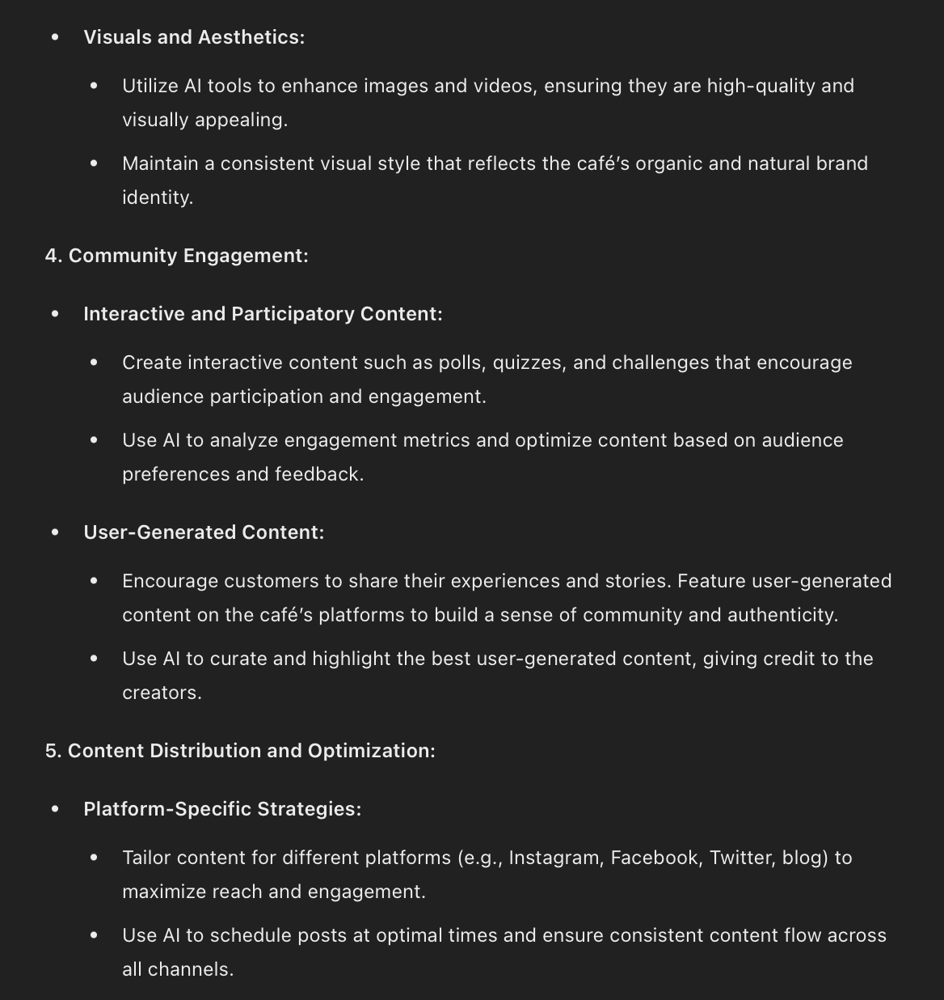 • Visuals and Aesthetics:
• Utilize AI tools to enhance images and videos, ensuring they are high-quality and
visually appealing.
• Maintain a consistent visual style that reflects the café’s organic and natural brand
identity.
4. Community Engagement:
• Interactive and Participatory Content:
• Create interactive content such as polls, quizzes, and challenges that encourage
audience participation and engagement.
• Use AI to analyze engagement metrics and optimize content based on audience
preferences and feedback.
• User-Generated Content:
• Encourage customers to share their experiences and stories. Feature user-generated
content on the café’s platforms to build a sense of community and authenticity.
• Use AI to curate and highlight the best user-generated content, giving credit to the
creators.
5. Content Distribution and Optimization:
• Platform-Specific Strategies:
• Tailor content for different platforms (e.g., Instagram, Facebook, Twitter, blog) to
maximize reach and engagement.
• Use AI to schedule posts at optimal times and ensure consistent content flow across
all channels.